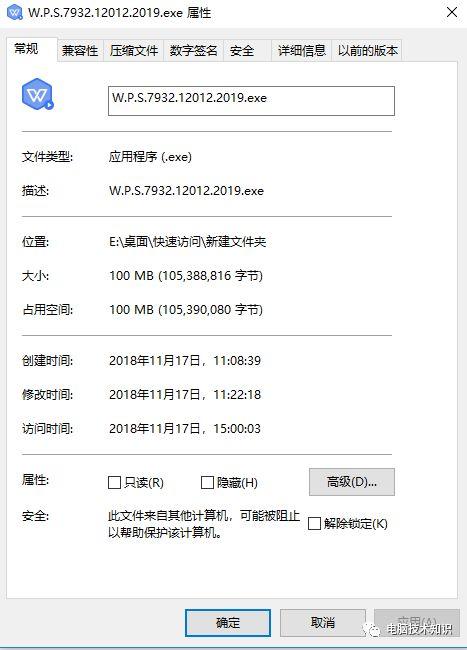 W.P.S.7932.12012.2019.exe 属性
常规 兼容性 压缩文件 数字签名 安全 详细信息 以前的版本
W.P.S.7932.12012.2019.exe
文件类型: 应用程序 (.exe)
描述: W.P.S.7932.12012.2019.exe
位置: E:\桌面\快速访问\新建文件夹
大小: 100 MB (105,388,816 字节)
占用空间: 100 MB (105,390,080 字节)
创建时间: 2018年11月17日，11:08:39
修改时间: 2018年11月17日，11:22:18
访问时间: 2018年11月17日，15:00:03
属性: 只读(R) 隐藏(H) 高级(D)...
安全: 此文件来自其他计算机，可能被阻止
以帮助保护该计算机。 解除锁定(K)
确定 取消 应用(A)
电脑技术知识